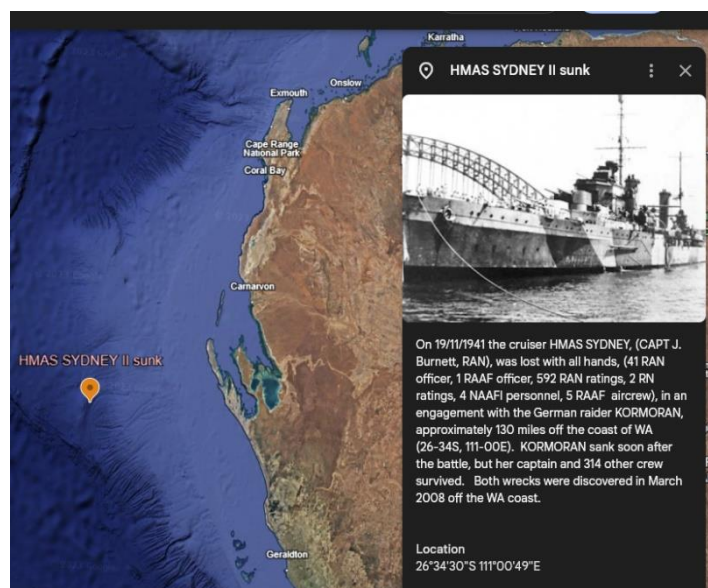 Karratha
Onslow
Exmouth
Cape Range
National Park
Coral Bay
Carnarvon
HMAS SYDNEY II sunk
Geraldton
HMAS SYDNEY II sunk
On 19/11/1941 the cruiser HMAS SYDNEY, (CAPT J.
Burnett, RAN), was lost with all hands, (41 RAN
officer, 1 RAAF officer, 592 RAN ratings, 2 RN
ratings, 4 NAAFI personnel, 5 RAAF aircrew), in an
engagement with the German raider KORMORAN,
approximately 130 miles off the coast of WA
(26-34S, 111-00E). KORMORAN sank soon after
the battle, but her captain and 314 other crew
survived. Both wrecks were discovered in March
2008 off the WA coast.
Location
26°34'30"S 111°00'49"E